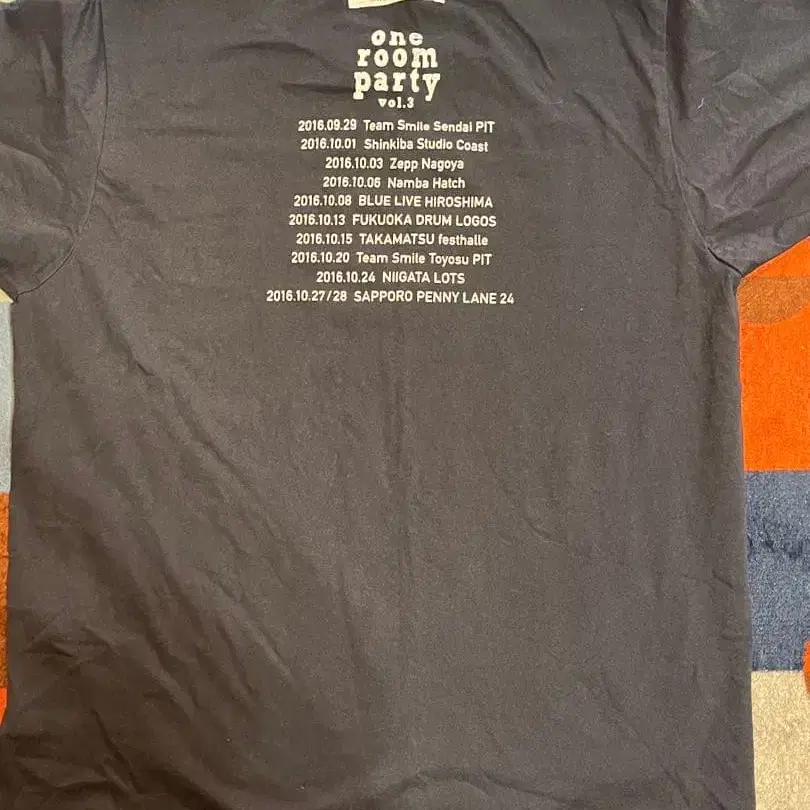 one
room
party
vol.3
2016.09.29 Team Smile Sendai PIT
2016.10.01 Shinkiba Studio Coast
2016.10.03 Zepp Nagoya
2016.10.06 Namba Hatch
2016.10.08 BLUE LIVE HIROSHIMA
2016.10.13 FUKUOKA DRUM LOGOS
2016.10.15 TAKAMATSU festhalle
2016.10.20 Team Smile Toyosu PIT
2016.10.24 NIIGATA LOTS
2016.10.27/28 SAPPORO PENNY LANE 24